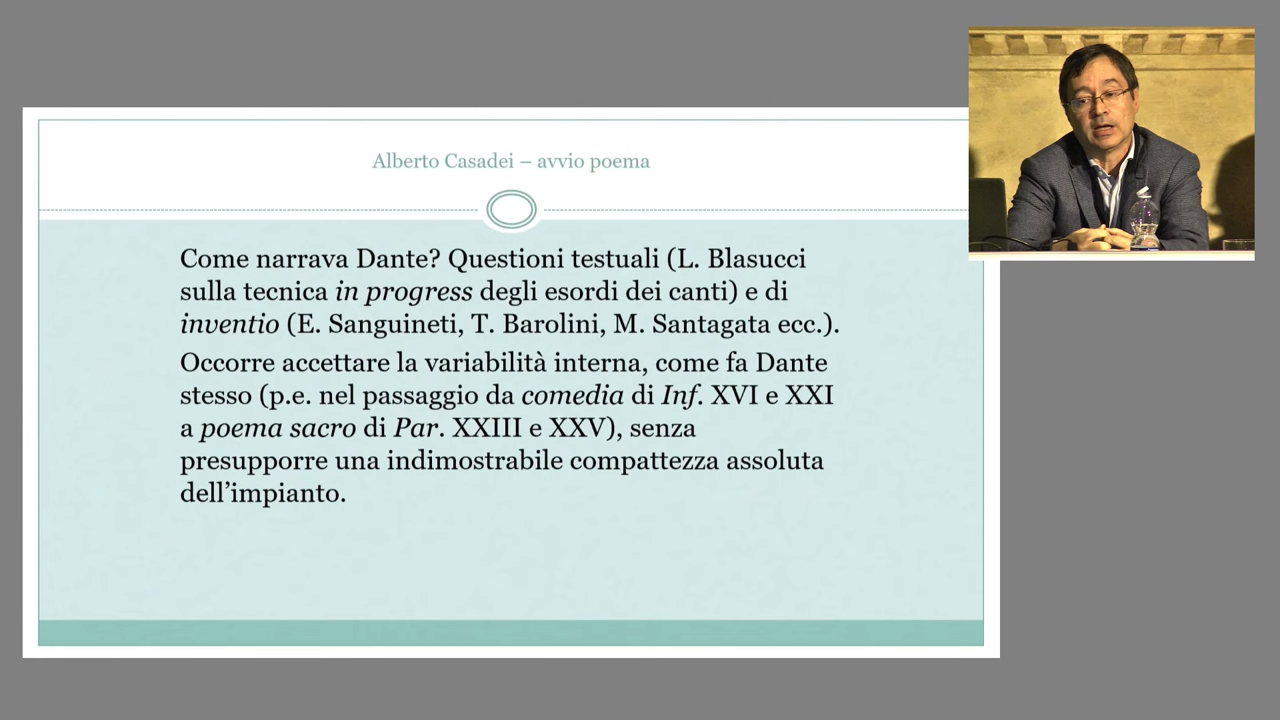 Alberto Casadei – avvio poema
Come narrava Dante? Questioni testuali (L. Blasucci
sulla tecnica in progress degli esordi dei canti) e di
inventio (E. Sanguineti, T. Barolini, M. Santagata ecc.).
Occorre accettare la variabilità interna, come fa Dante
stesso (p.e. nel passaggio da comedia di Inf. XVI e XXI
a poema sacro di Par. XXIII e XXV), senza
presupporre una indimostrabile compattezza assoluta
dell’impianto.